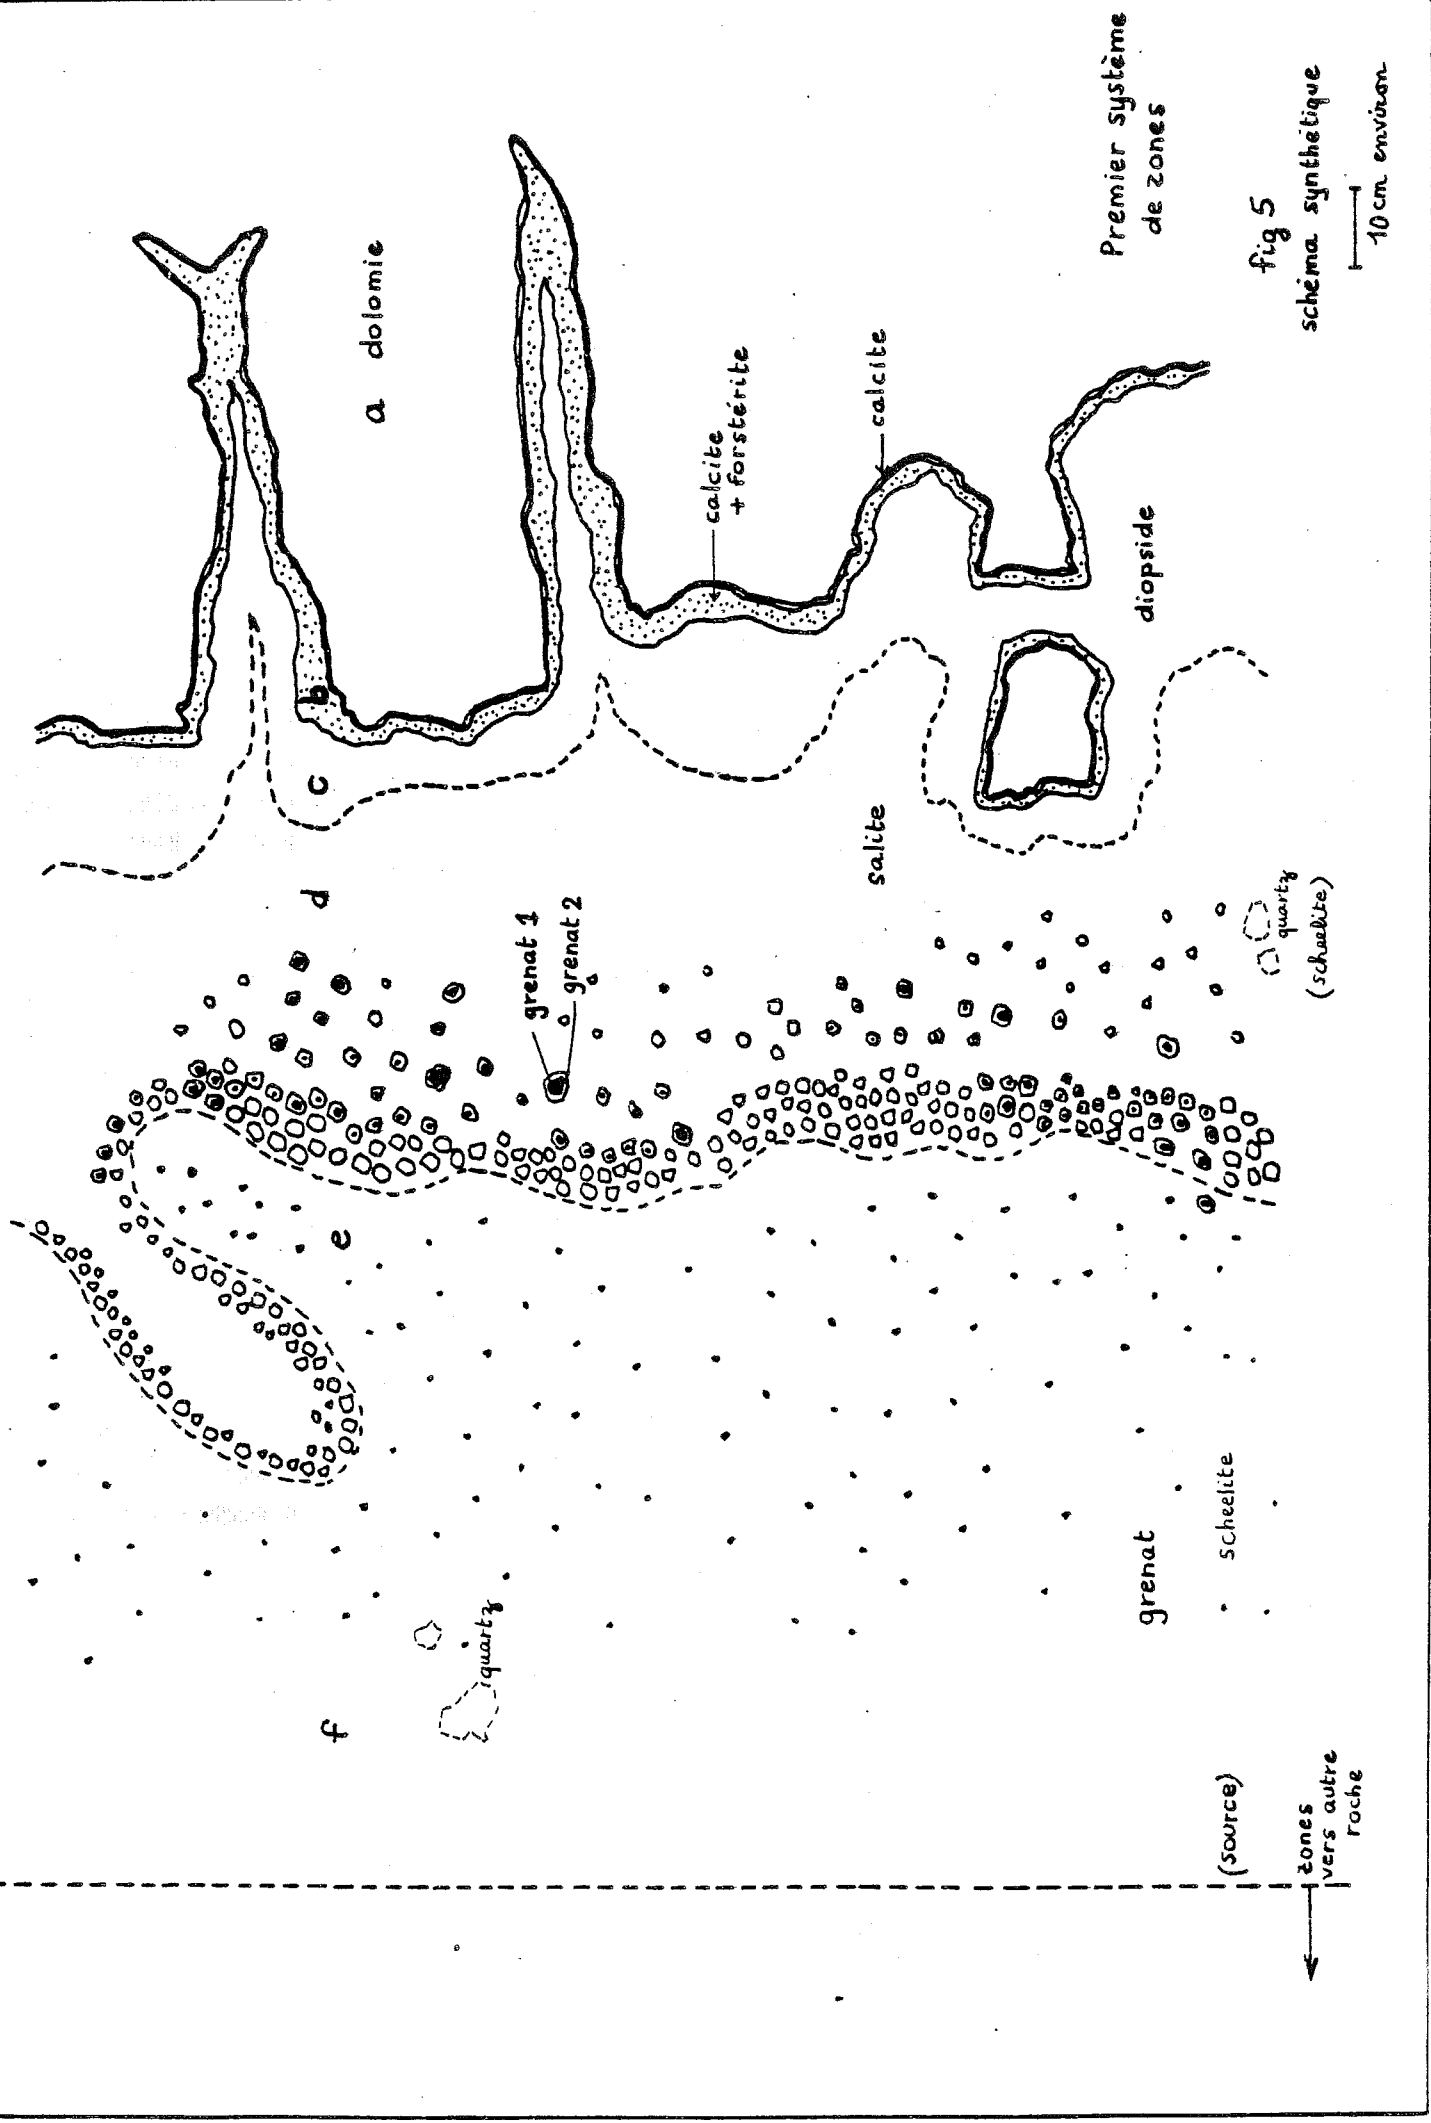 Premier système
de zones
fig 5
schéma synthétique
10 cm environ
a dolomie
calcite
+ forstérite
calcite
diopside
b
c
salite
d
grenat 1
grenat 2
quartz
(scheelite)
e
grenat
scheelite
quartz
f
(source)
zones
vers autre
roche